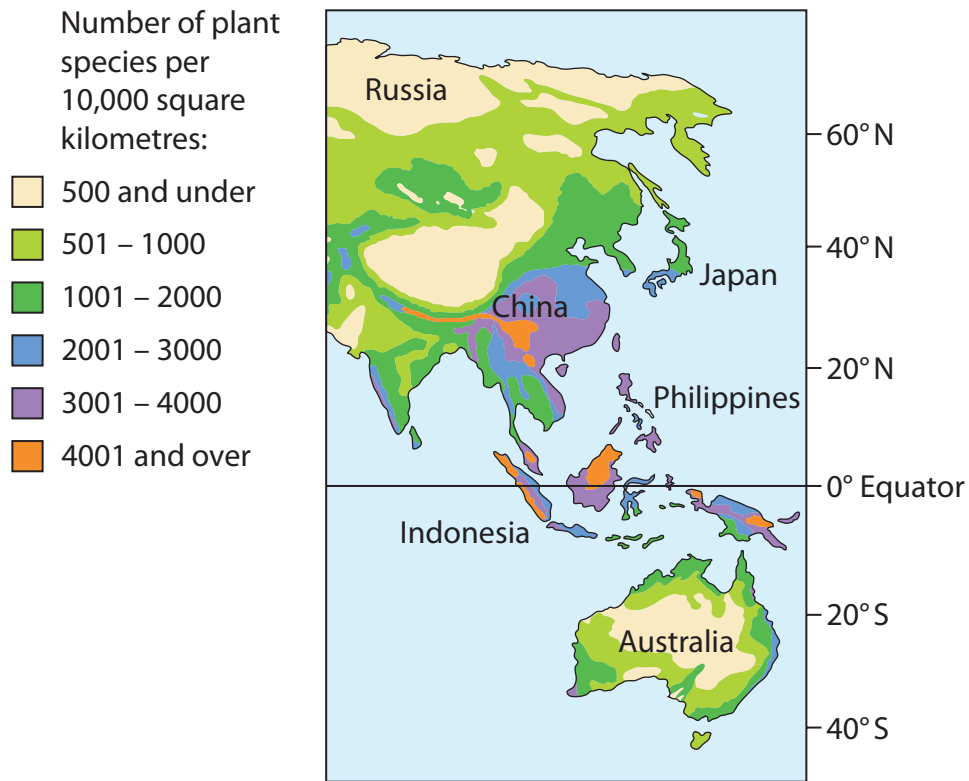 Number of plant
species per
10,000 square
kilometres:
500 and under
501 – 1000
1001 – 2000
2001 – 3000
3001 – 4000
4001 and over
Russia
China
Japan
Philippines
Indonesia
Australia
60° N
40° N
20° N
0° Equator
20° S
40° S